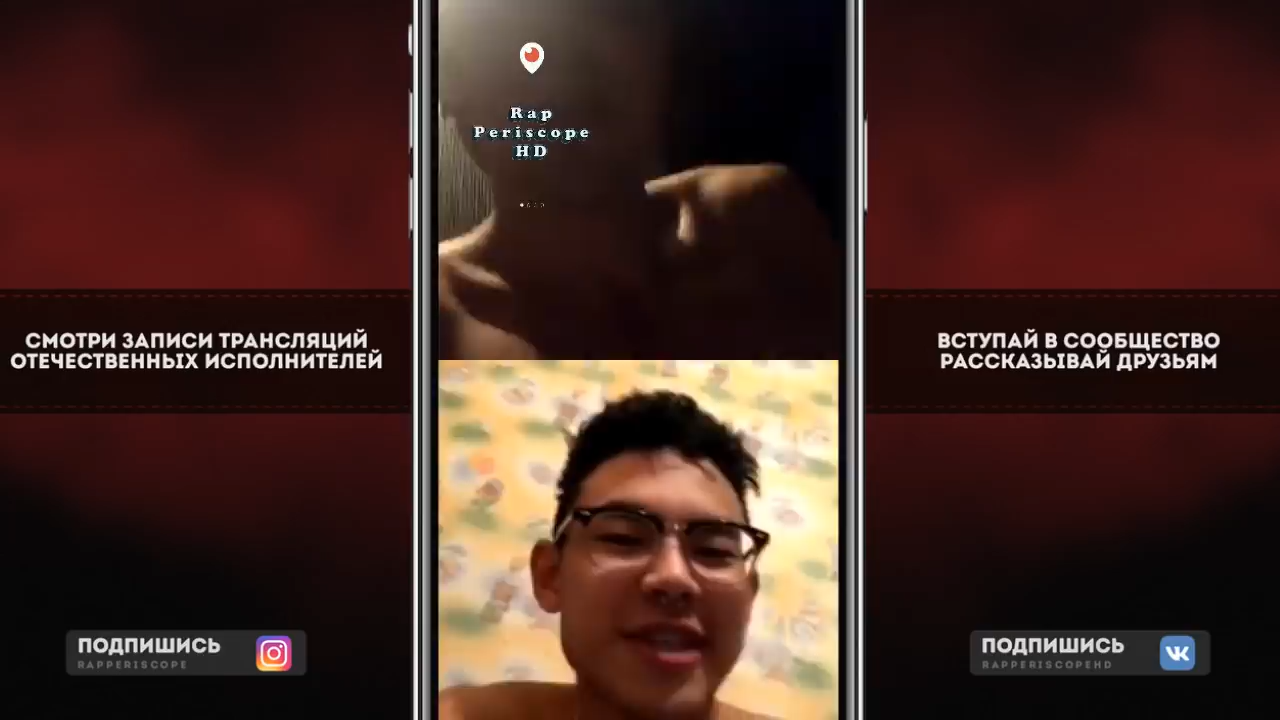 Rap
Periscope
HD
СМОТРИ ЗАПИСИ ТРАНСЛЯЦИЙ
ОТЕЧЕСТВЕННЫХ ИСПОЛНИТЕЛЕЙ
ВСТУПАЙ В СООБЩЕСТВО
РАССКАЗЫВАЙ ДРУЗЬЯМ
ПОДПИШИСЬ
RAPPERISCOPE
ПОДПИШИСЬ
RAPPERISCOPEHD